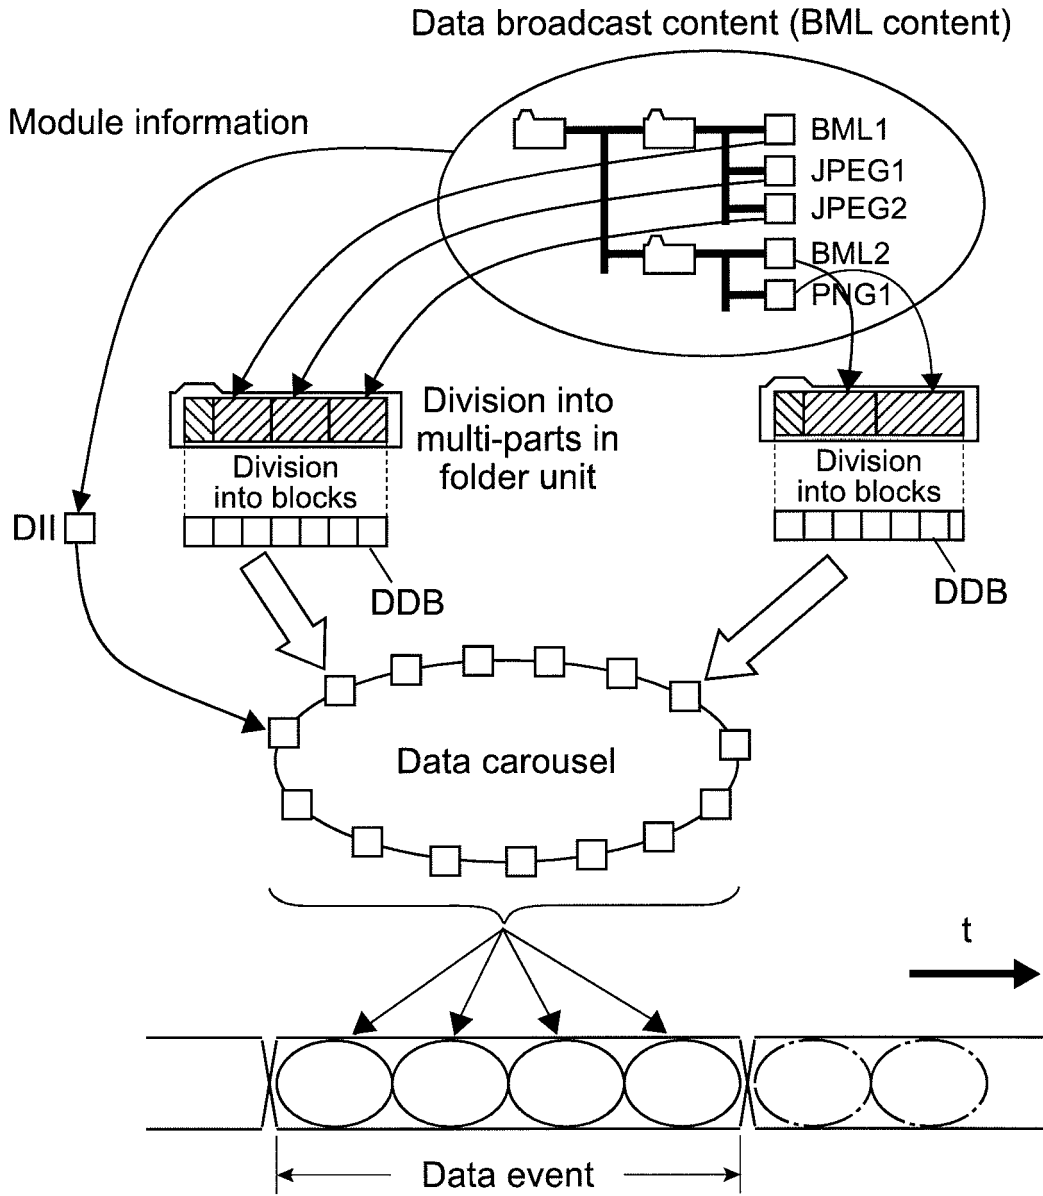 Data broadcast content (BML content)
Module information
BML1
JPEG1
JPEG2
BML2
PNG1
Division into
multi-parts in
folder unit
Division
into blocks
Division
into blocks
DII
DDB
DDB
Data carousel
t
Data event